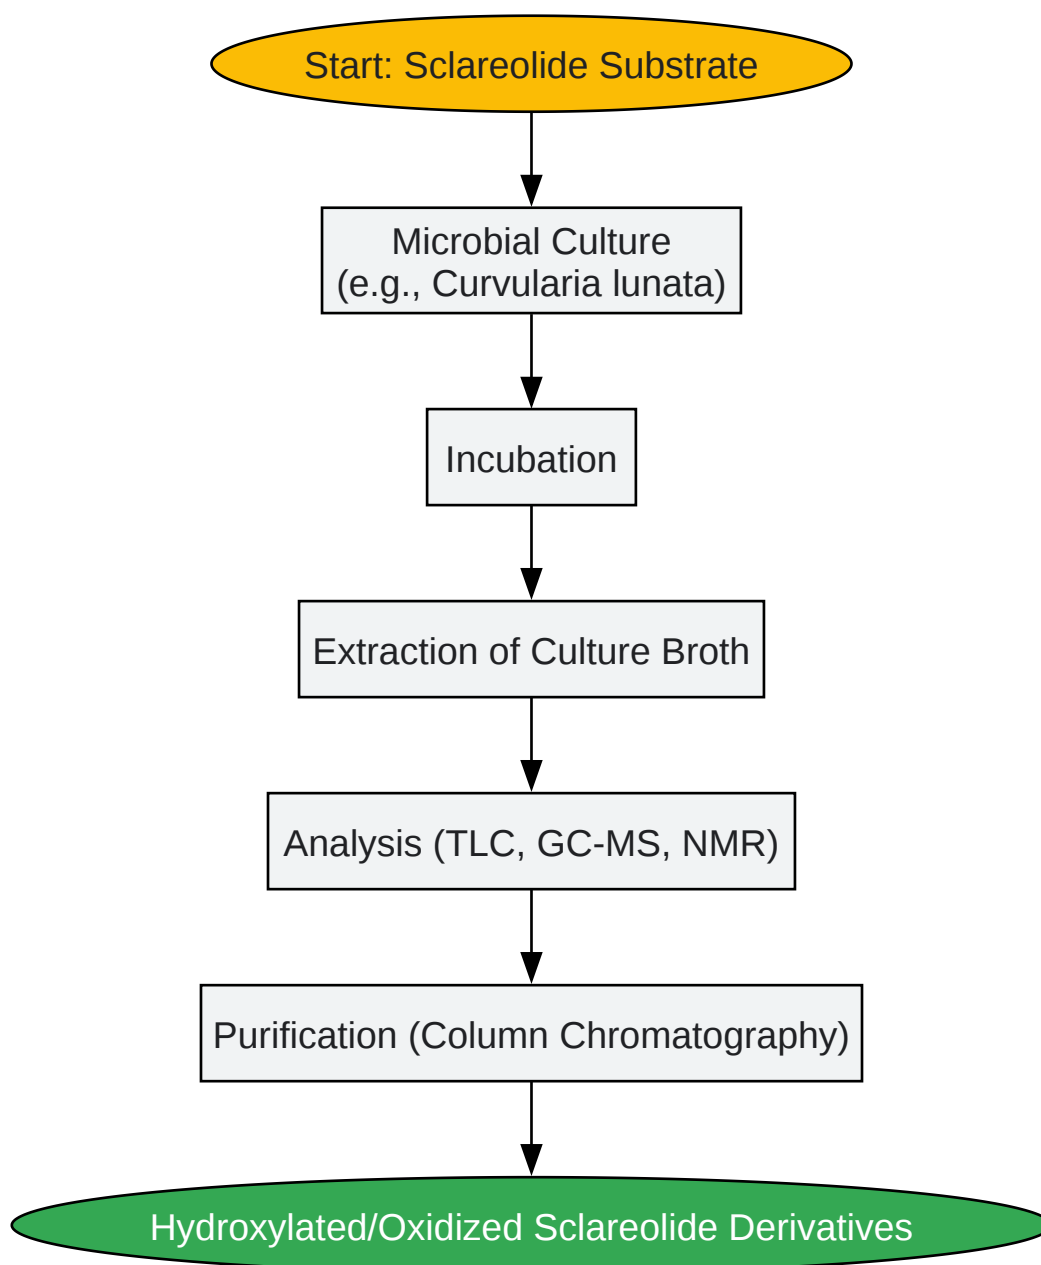 Start: Sclareolide Substrate
Microbial Culture
(e.g., Curvularia lunata)
Incubation
Extraction of Culture Broth
Analysis (TLC, GC-MS, NMR)
Purification (Column Chromatography)
Hydroxylated/Oxidized Sclareolide Derivatives